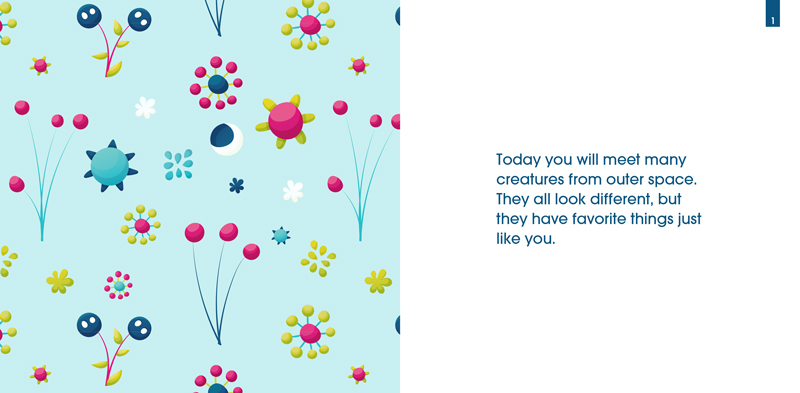 1
Today you will meet many
creatures from outer space.
They all look different, but
they have favorite things just
like you.